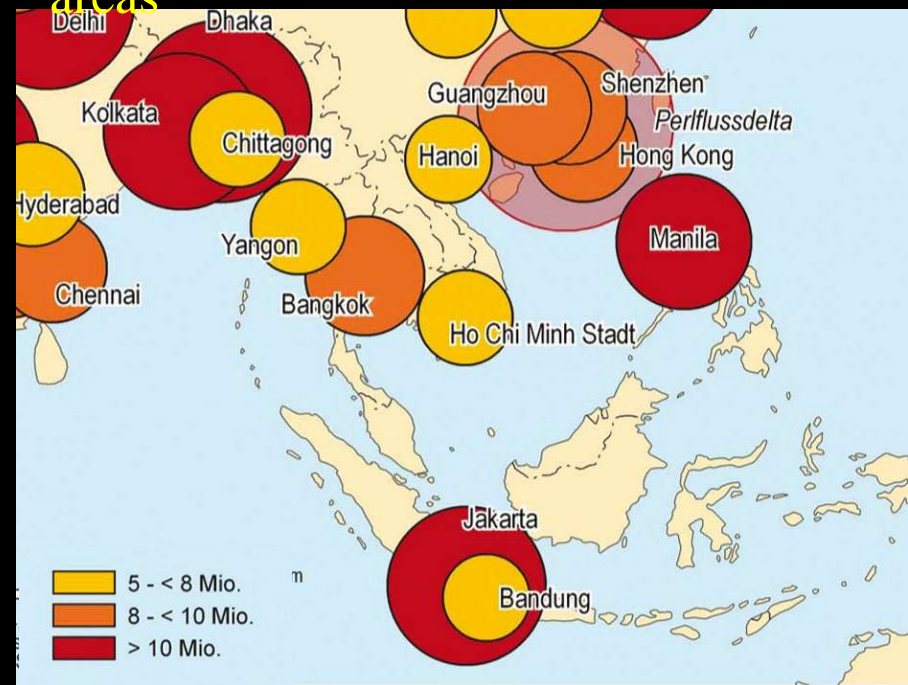 areas
Delhi
Dhaka
Kolkata
Chittagong
Guangzhou
Shenzhen
Perlflussdelta
Hanoi
Hong Kong
Hyderabad
Yangon
Manila
Chennai
Bangkok
Ho Chi Minh Stadt
Jakarta
Bandung
5 - < 8 Mio.
8 - < 10 Mio.
> 10 Mio.
m